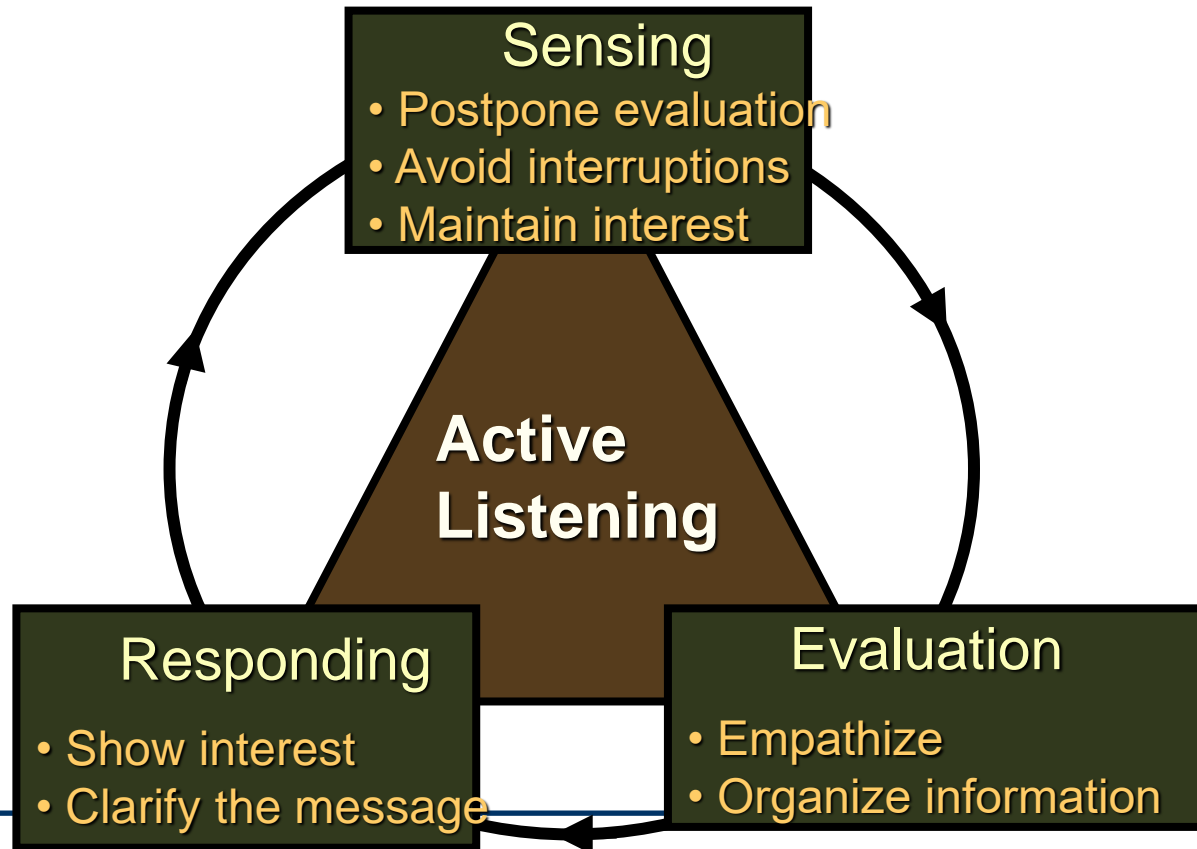 Sensing
• Postpone evaluation
• Avoid interruptions
• Maintain interest
Active
Listening
Responding
• Show interest
• Clarify the message
Evaluation
• Empathize
• Organize information